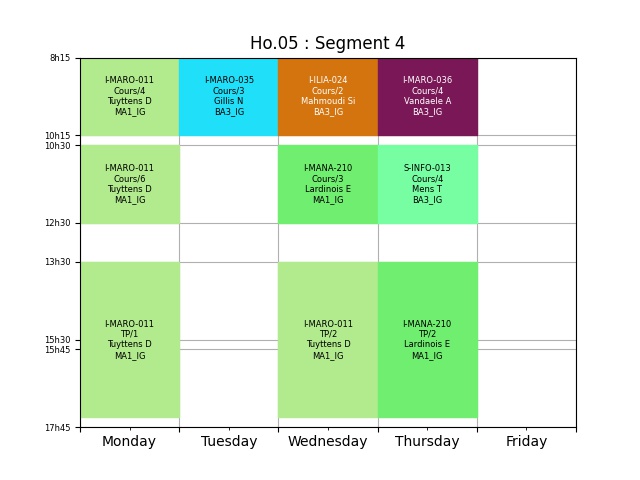 Ho.05 : Segment 4
8h15
I-MARO-011
Cours/4
Tuyttens D
MA1_IG
I-MARO-035
Cours/3
Gillis N
BA3_IG
I-ILIA-024
Cours/2
Mahmoudi Si
BA3_IG
I-MARO-036
Cours/4
Vandaele A
BA3_IG
10h15
10h30
I-MARO-011
Cours/6
Tuyttens D
MA1_IG
I-MANA-210
Cours/3
Lardinois E
MA1_IG
S-INFO-013
Cours/4
Mens T
BA3_IG
12h30
13h30
I-MARO-011
TP/1
Tuyttens D
MA1_IG
I-MARO-011
TP/2
Tuyttens D
MA1_IG
I-MANA-210
TP/2
Lardinois E
MA1_IG
15h30
15h45
17h45
Monday
Tuesday
Wednesday
Thursday
Friday